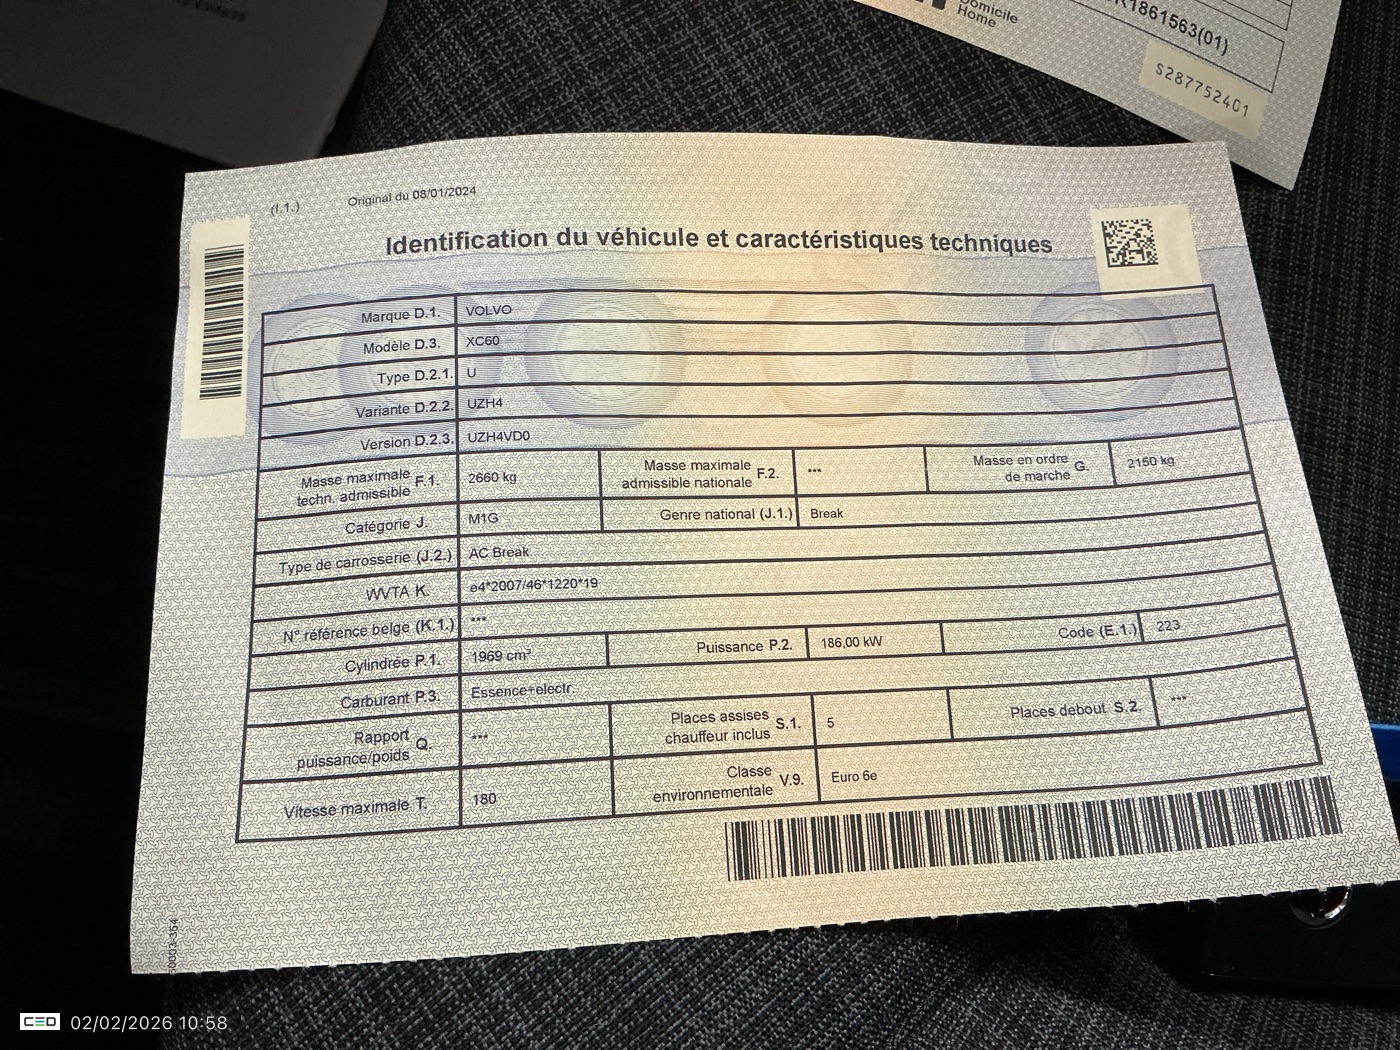 Domicile
Home
1861563(01)
S287752401
(I.1.) Original du 08/01/2024
Identification du véhicule et caractéristiques techniques
Marque D.1. VOLVO
Modèle D.3. XC60
Type D.2.1. U
Variante D.2.2. UZH4
Version D.2.3. UZH4VD0
Masse maximale techn. admissible F.1. 2660 kg Masse maximale admissible nationale F.2. *** Masse en ordre de marche G. 2150 kg
Catégorie J. M1G Genre national (J.1.) Break
Type de carrosserie (J.2.) AC Break
WVTA K. e4*2007/46*1220*19
N° référence belge (K.1.) ***
Cylindrée P.1. 1969 cm³ Puissance P.2. 186,00 kW Code (E.1.) 223
Carburant P.3. Essence+electr.
Rapport puissance/poids Q. *** Places assises chauffeur inclus S.1. 5 Places debout S.2. ***
Vitesse maximale T. 180 Classe environnementale V.9. Euro 6e
0003-354
CED 02/02/2026 10:58